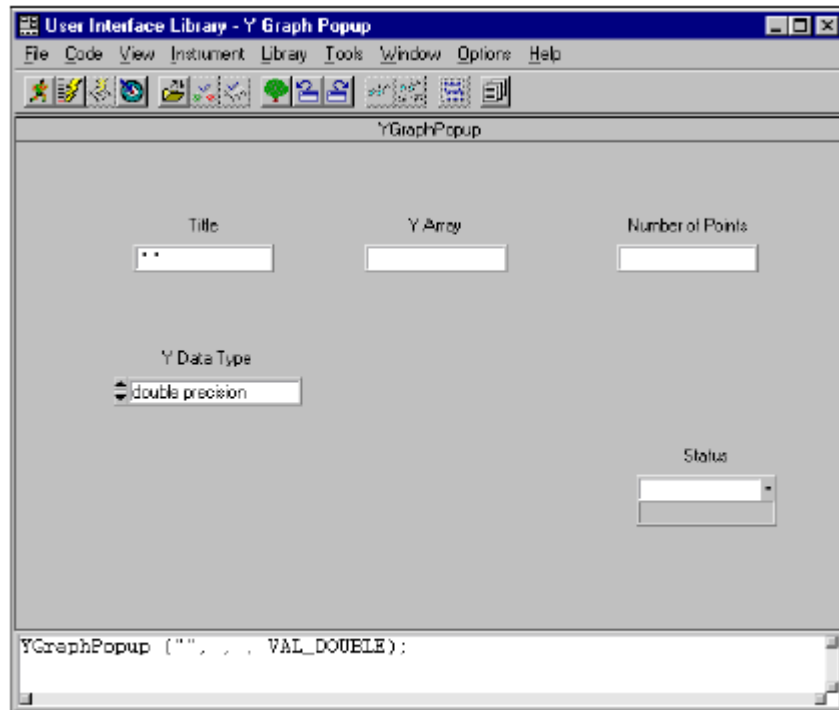 User Interface Library - Y Graph Popup
File Code View Instrument Library Tools Window Options Help
YGraphPopup
Title Y Array Number of Points
" "
Y Data Type
double precision
Status
YGraphPopup ("", , , VAL_DOUBLE);